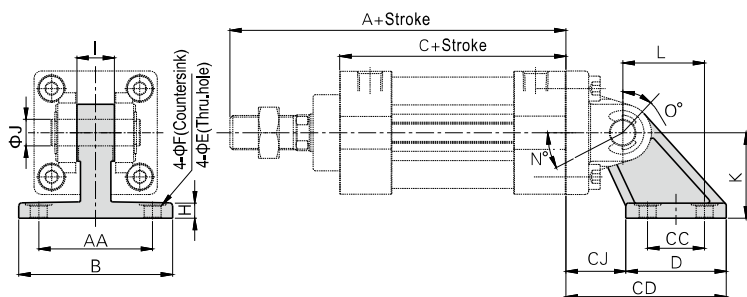 A+Stroke
C+Stroke
I
L
4-ΦF(Countersink)
4-ΦE(Thru.hole)
ΦJ
O°
N°
K
H
AA
B
CC
CJ
D
CD